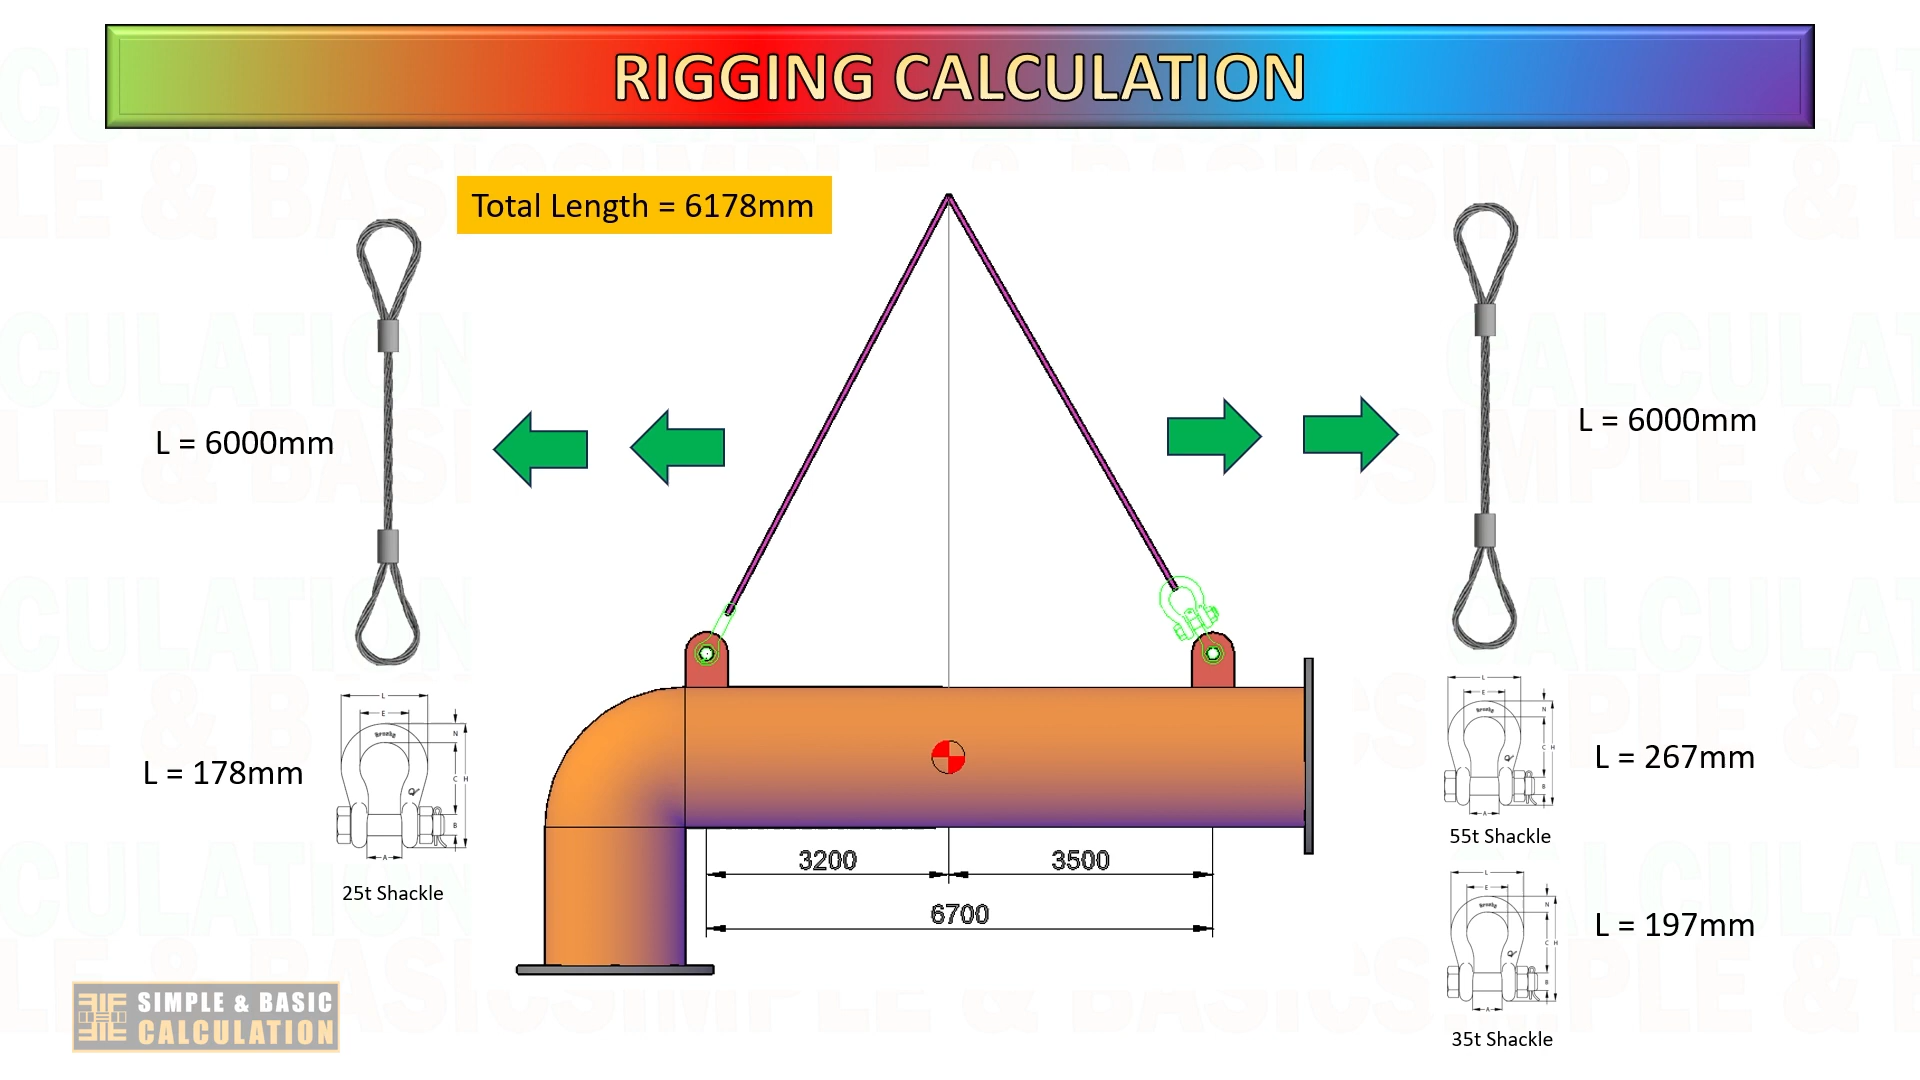 RIGGING CALCULATION
Total Length = 6178mm
L = 6000mm
L = 6000mm
L = 178mm
25t Shackle
L = 267mm
55t Shackle
L = 197mm
35t Shackle
3200
3500
6700
L
E
N
C
H
B
A
L
E
N
C
H
B
A
L
E
N
C
H
B
A
SIMPLE & BASIC
CALCULATION